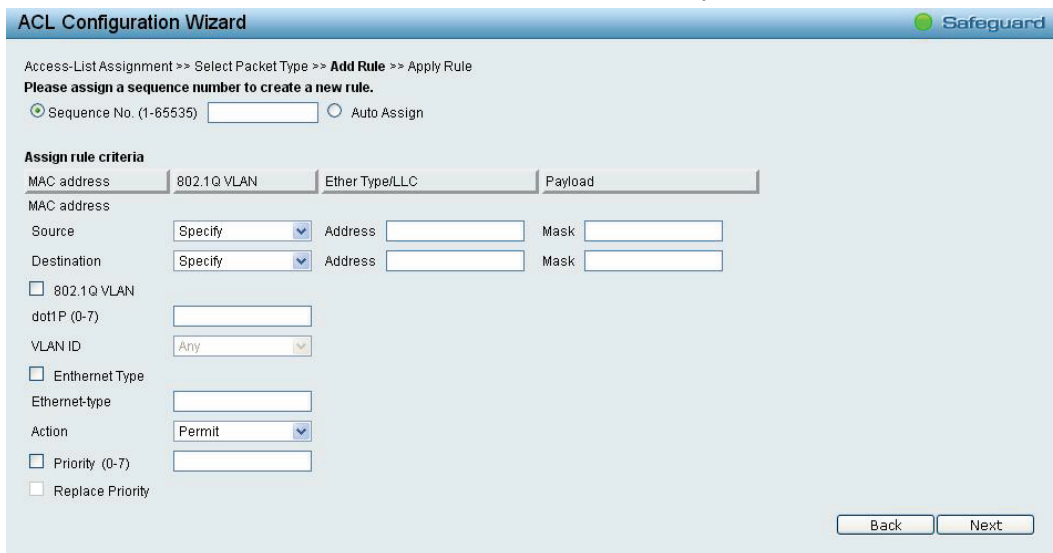 ACL Configuration Wizard Safeguard
Access-List Assignment >> Select Packet Type >> Add Rule >> Apply Rule
Please assign a sequence number to create a new rule.
Sequence No. (1-65535) Auto Assign
Assign rule criteria
MAC address 802.1Q VLAN Ether Type/LLC Payload
MAC address
Source Specify Address Mask
Destination Specify Address Mask
802.1Q VLAN
dot1P (0-7)
VLAN ID Any
Enthernet Type
Ethernet-type
Action Permit
Priority (0-7)
Replace Priority
Back Next